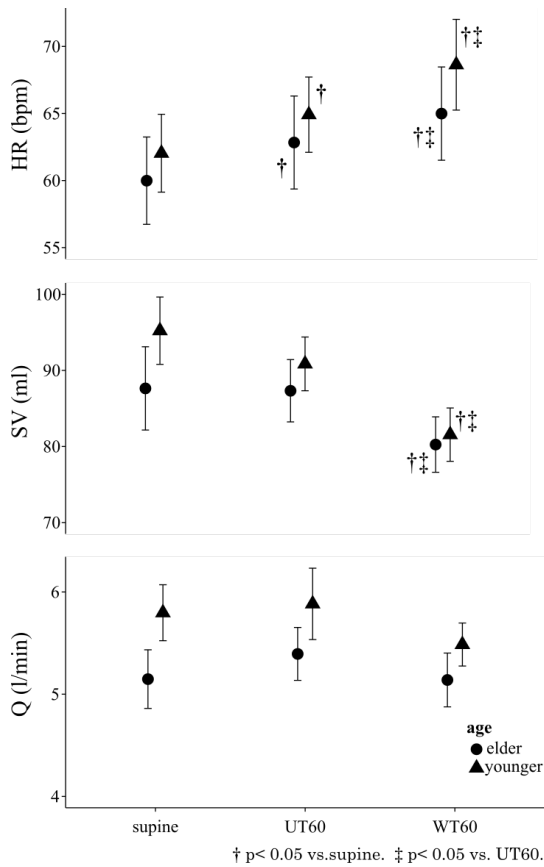 70
††‡
HR (bpm)
65
†
†
†‡
60
55
100
SV (ml)
90
80
†‡
†‡
70
6
Q (l/min)
5
age
elder
younger
4
supine UT60 WT60
† p< 0.05 vs.supine. ‡ p< 0.05 vs. UT60.